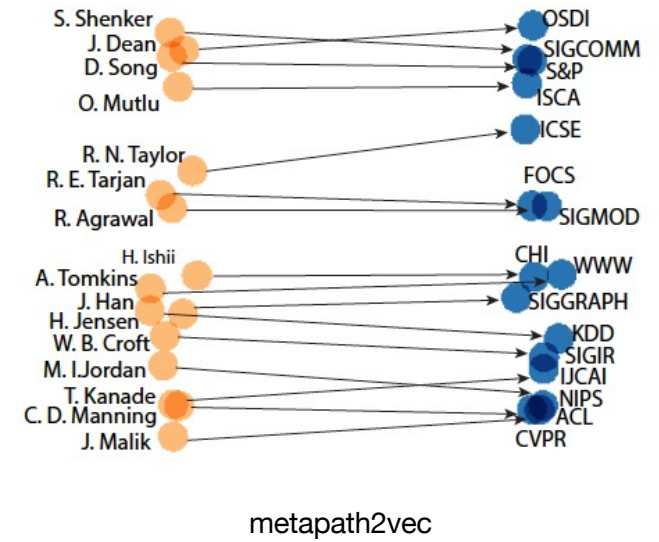 S. Shenker
J. Dean
D. Song
O. Mutlu
R. N. Taylor
R. E. Tarjan
R. Agrawal
H. Ishii
A. Tomkins
J. Han
H. Jensen
W. B. Croft
M. I.Jordan
T. Kanade
C. D. Manning
J. Malik
OSDI
SIGCOMM
S&P
ISCA
ICSE
FOCS
SIGMOD
CHI
WWW
SIGGRAPH
KDD
SIGIR
IJCAI
NIPS
ACL
CVPR
metapath2vec